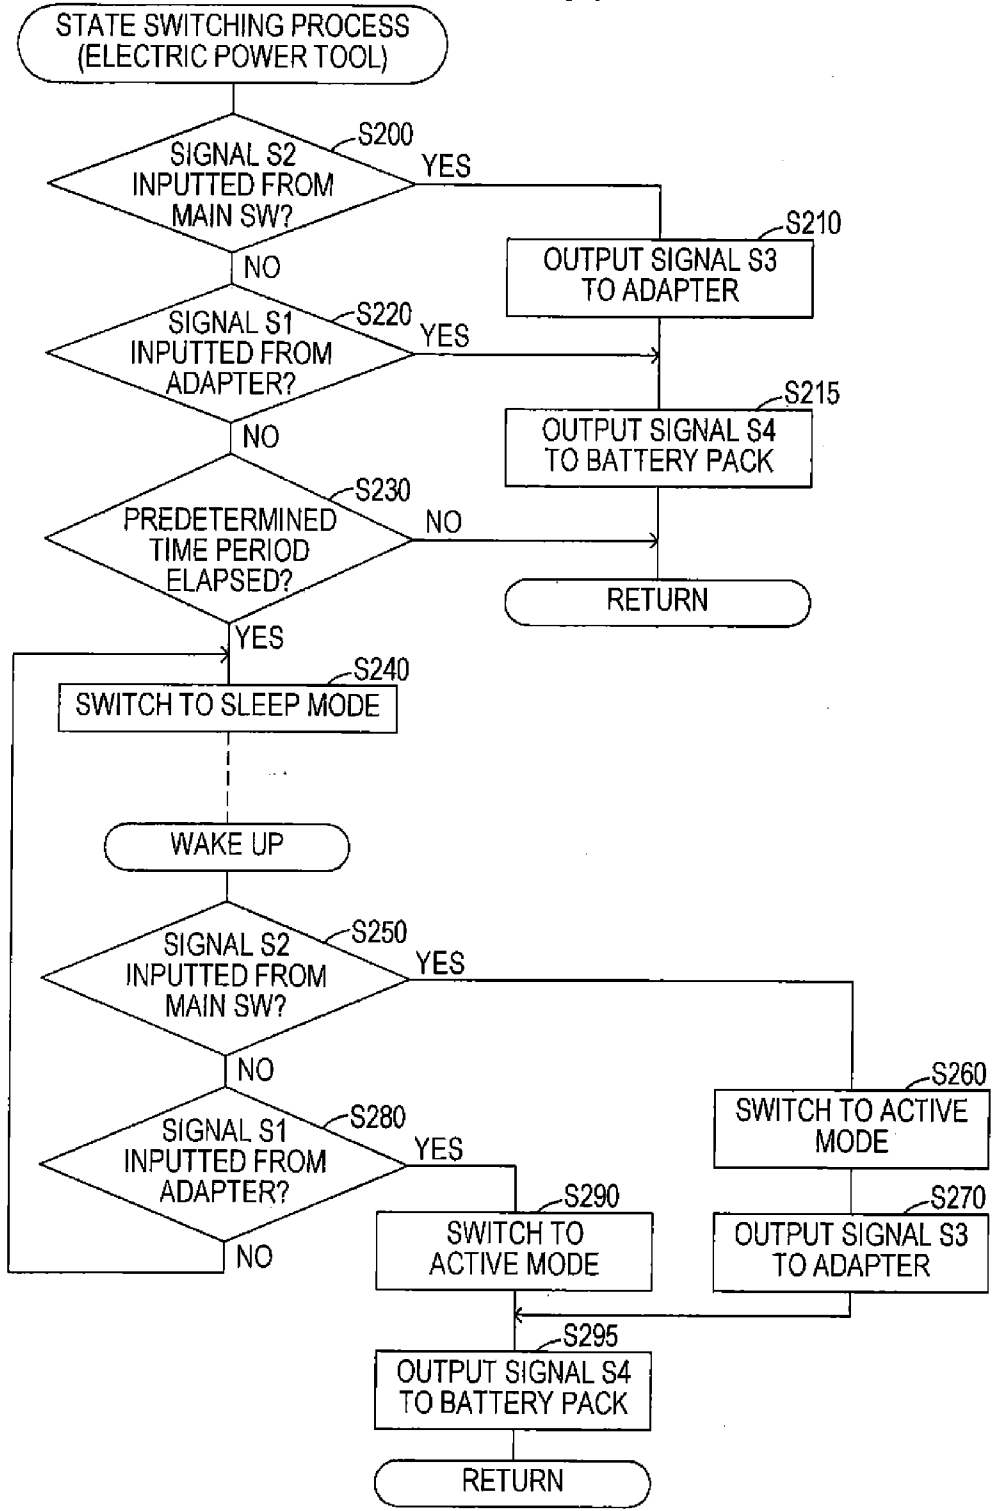 STATE SWITCHING PROCESS
(ELECTRIC POWER TOOL)
S200
SIGNAL S2
INPUTTED FROM
MAIN SW?
YES
NO
S210
OUTPUT SIGNAL S3
TO ADAPTER
S220
SIGNAL S1
INPUTTED FROM
ADAPTER?
YES
NO
S215
OUTPUT SIGNAL S4
TO BATTERY PACK
S230
PREDETERMINED
TIME PERIOD
ELAPSED?
NO
YES
RETURN
S240
SWITCH TO SLEEP MODE
WAKE UP
S250
SIGNAL S2
INPUTTED FROM
MAIN SW?
YES
NO
S260
SWITCH TO ACTIVE
MODE
S280
SIGNAL S1
INPUTTED FROM
ADAPTER?
YES
NO
S290
SWITCH TO
ACTIVE MODE
S270
OUTPUT SIGNAL S3
TO ADAPTER
S295
OUTPUT SIGNAL S4
TO BATTERY PACK
RETURN